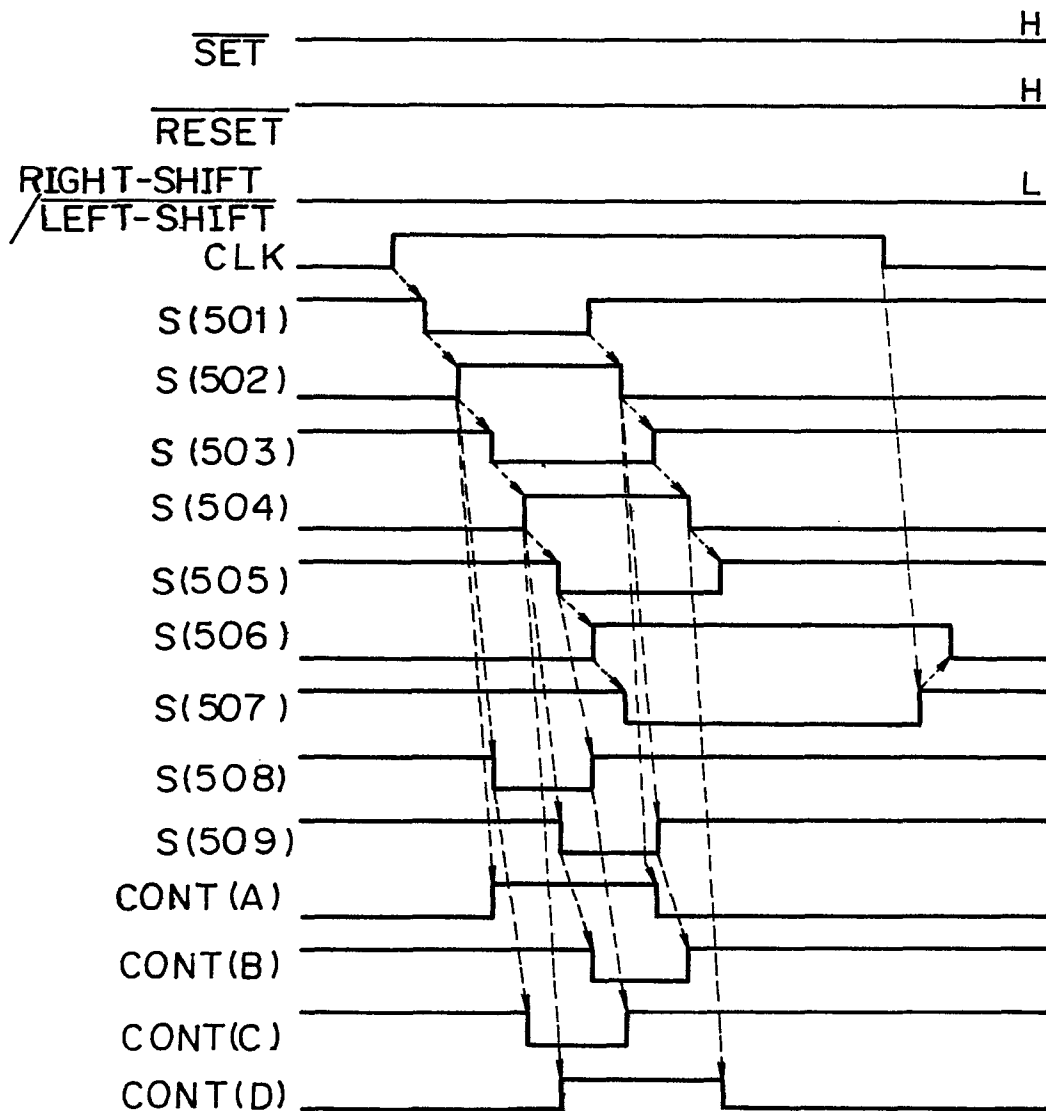 H
SET
H
RESET
RIGHT-SHIFT
/LEFT-SHIFT
L
CLK
S(501)
S(502)
S(503)
S(504)
S(505)
S(506)
S(507)
S(508)
S(509)
CONT(A)
CONT(B)
CONT(C)
CONT(D)